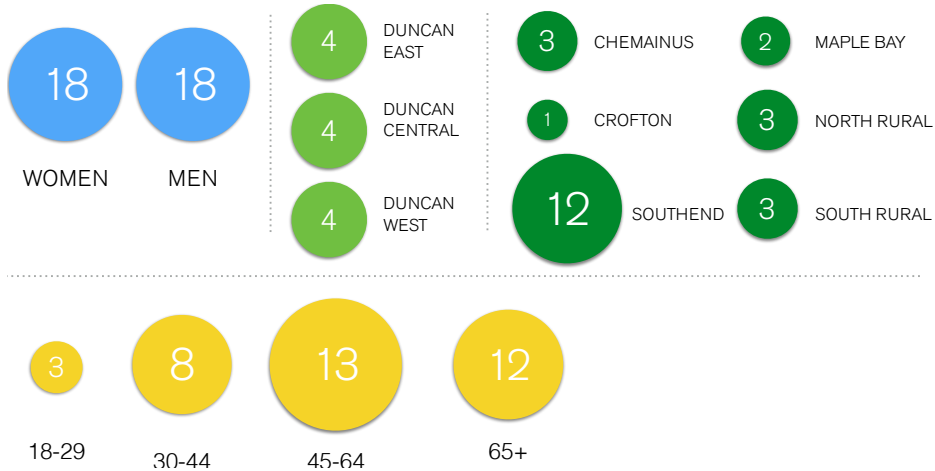 18
WOMEN
18
MEN
4
DUNCAN
EAST
4
DUNCAN
CENTRAL
4
DUNCAN
WEST
3
CHEMAINUS
2
MAPLE BAY
1
CROFTON
3
NORTH RURAL
12
SOUTHEND
3
SOUTH RURAL
3
18-29
8
30-44
13
45-64
12
65+